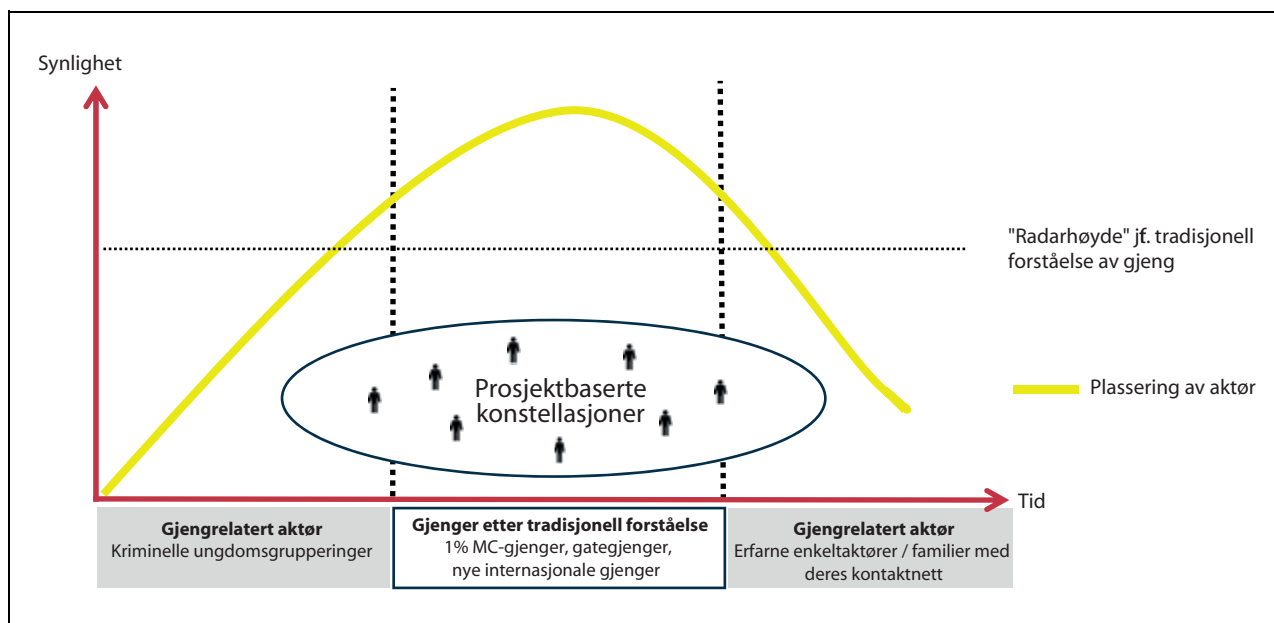 Synlighet
"Radarhøyde" jf. tradisjonell
forståelse av gjeng
Prosjektbaserte
konstellasjoner
Plassering av aktør
Tid
Gjengrelatert aktør
Kriminelle ungdomsgrupperinger
Gjenger etter tradisjonell forståelse
1% MC-gjenger, gategjenger,
nye internasjonale gjenger
Gjengrelatert aktør
Erfarne enkeltaktører / familier med
deres kontaktnett